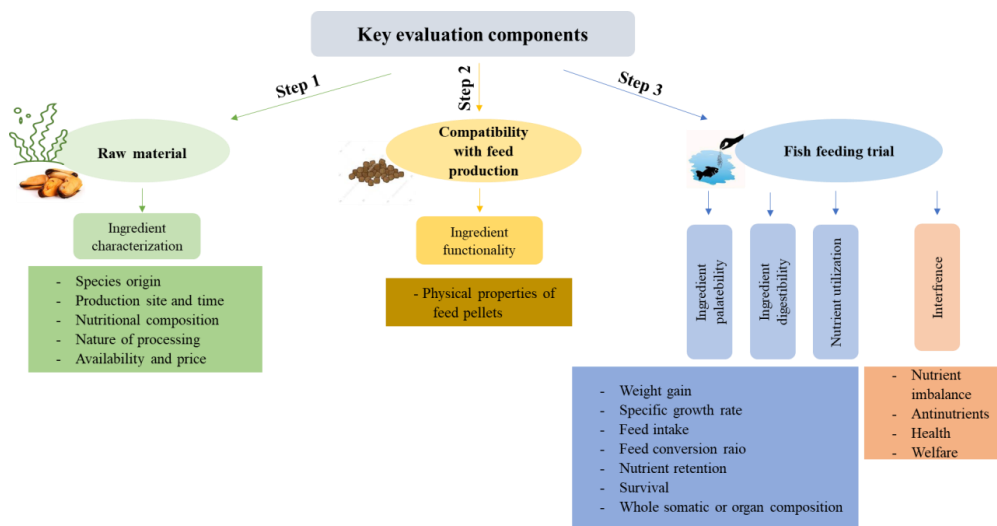 Key evaluation components
Step 1
Step 2
Step 3
Raw material
Compatibility
with feed
production
Fish feeding trial
Ingredient
characterization
Ingredient
functionality
Ingredient
palatebility
Ingredient
digestibility
Nutrient utilization
Interfirence
- Species origin
- Production site and time
- Nutritional composition
- Nature of processing
- Availability and price
- Physical properties of
feed pellets
- Weight gain
- Specific growth rate
- Feed intake
- Feed conversion raio
- Nutrient retention
- Survival
- Whole somatic or organ composition
- Nutrient
imbalance
- Antinutrients
- Health
- Welfare